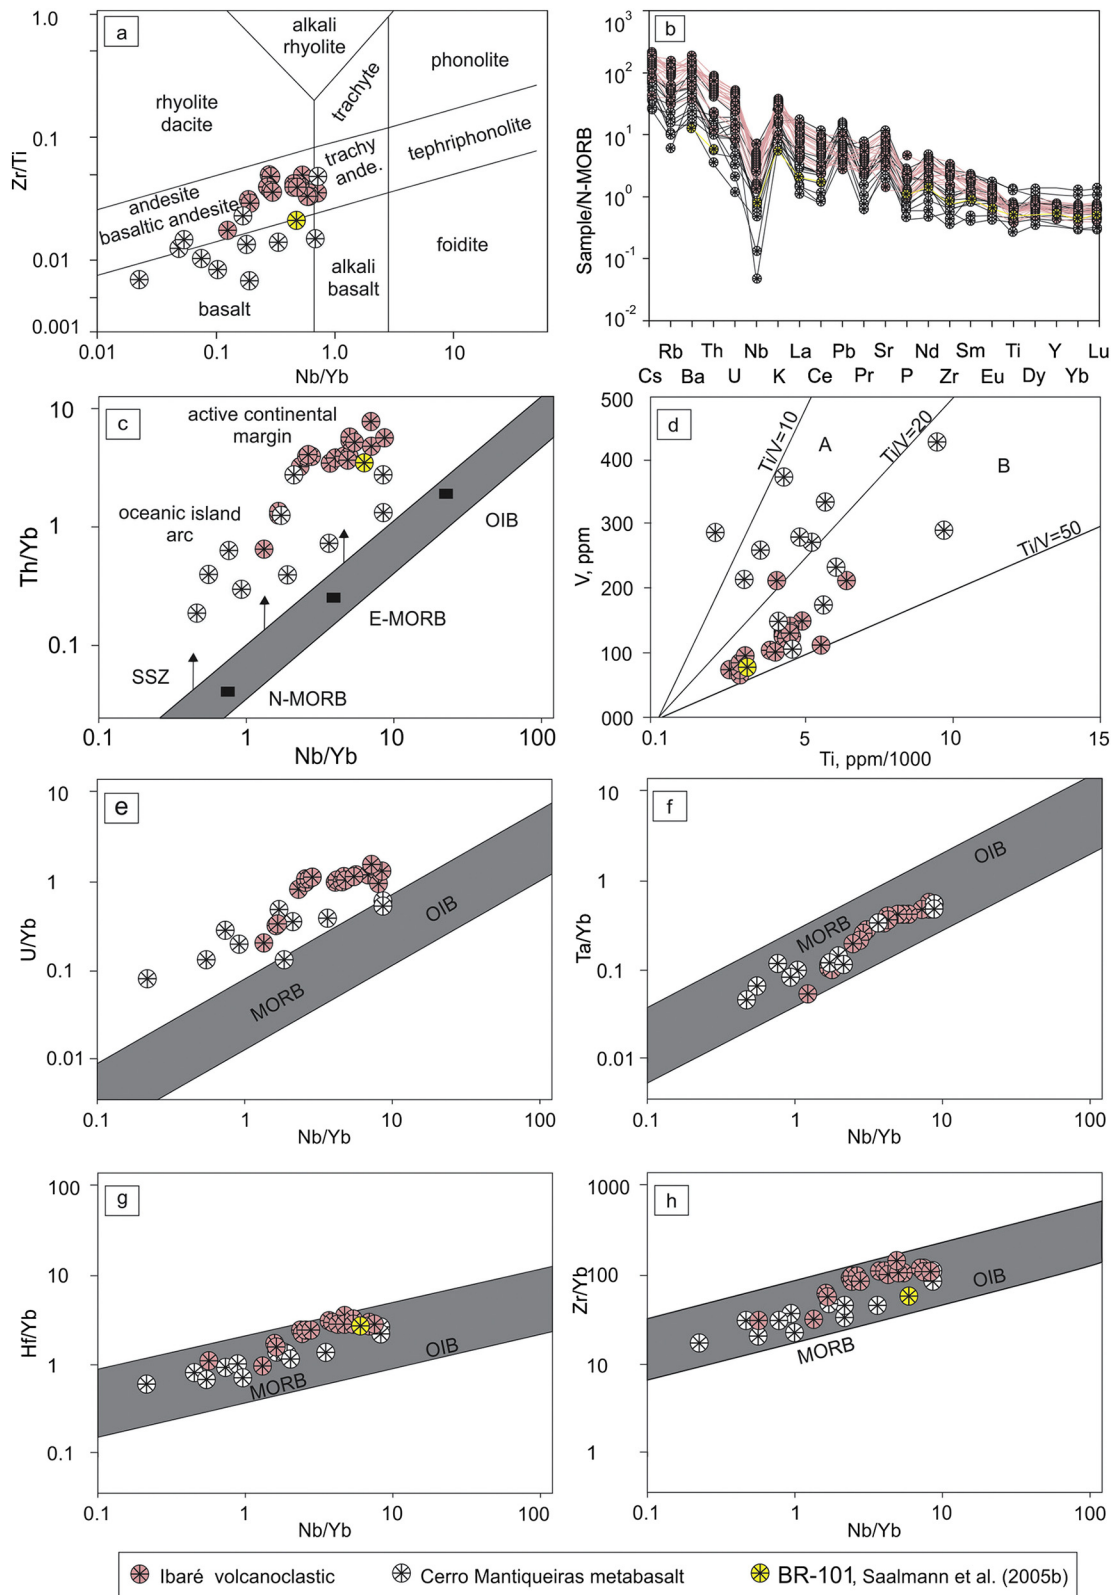 a
1.0
0.1
0.01
0.001
Zr/Ti
alkali
rhyolite
phonolite
rhyolite
dacite
trachyte
tephriphonolite
trachy
ande.
andesite
basaltic andesite
foidite
alkali
basalt
basalt
0.01
0.1
1.0
10
Nb/Yb
b
10³
10²
10¹
10⁰
10⁻¹
10⁻²
Sample/N-MORB
Rb Th Nb La Pb Sr Nd Sm Ti Y Lu
Cs Ba U K Ce Pr P Zr Eu Dy Yb
c
10
1
0.1
Th/Yb
active continental
margin
oceanic island
arc
OIB
E-MORB
SSZ
N-MORB
0.1
1
10
100
Nb/Yb
d
500
400
300
200
100
000
V, ppm
Ti/V=10
A
Ti/V=20
B
Ti/V=50
0.1
5
10
15
Ti, ppm/1000
e
10
1
0.1
0.01
U/Yb
OIB
MORB
0.1
1
10
100
Nb/Yb
f
10
1
0.1
0.01
Ta/Yb
OIB
MORB
0.1
1
10
100
Nb/Yb
g
100
10
1
0.1
Hf/Yb
OIB
MORB
0.1
1
10
100
Nb/Yb
h
1000
100
10
1
Zr/Yb
OIB
MORB
0.1
1
10
100
Nb/Yb
Ibaré volcanoclastic Cerro Mantiqueiras metabasalt BR-101, Saalmann et al. (2005b)